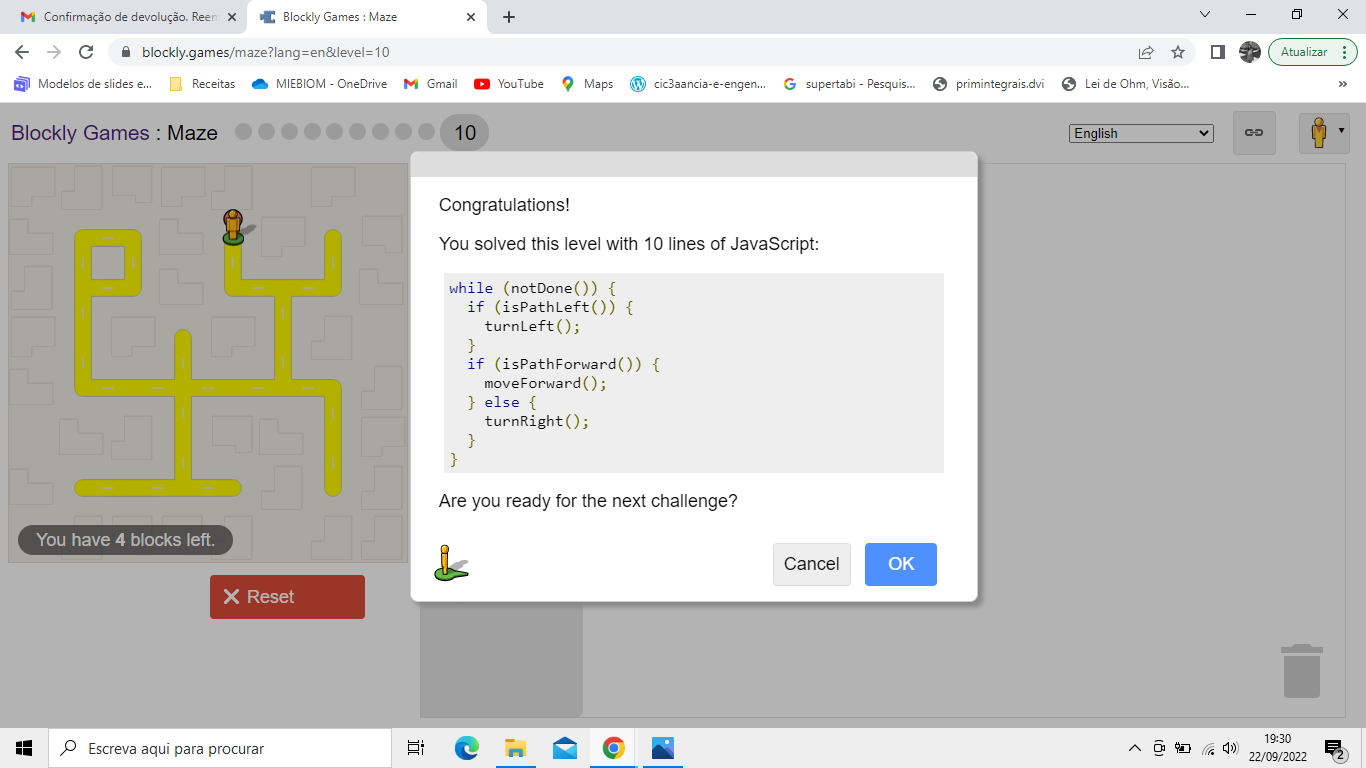 Confirmação de devolução. Reem
Blockly Games : Maze
blockly.games/maze?lang=en&level=10
Atualizar
Modelos de slides e...
Receitas
MIEBIOM - OneDrive
Gmail
YouTube
Maps
cic3aancia-e-engen...
supertabi - Pesquis...
primintegrais.dvi
Lei de Ohm, Visão...
»
Blockly Games : Maze
10
English
Congratulations!
You solved this level with 10 lines of JavaScript:
while (notDone()) {
  if (isPathLeft()) {
    turnLeft();
  }
  if (isPathForward()) {
    moveForward();
  } else {
    turnRight();
  }
}
Are you ready for the next challenge?
Cancel
OK
You have 4 blocks left.
Reset
Escreva aqui para procurar
19:30
22/09/2022
2